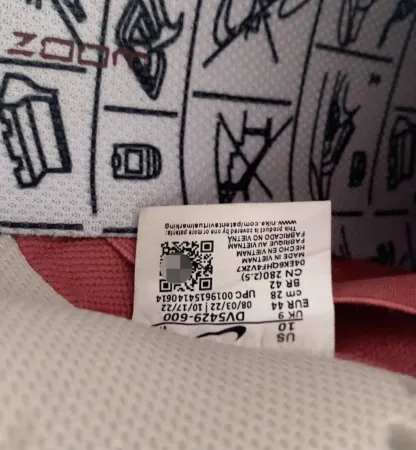 US 10
UK 9 DV5429-600
EUR 44 08/03/22 | 10/17/22
cm 28 UPC 00196154140614
BR 42
CN 280(2.5)
04EK6QHF4VZK7
MADE IN VIETNAM
FABRIQUE AU VIETNAM
HECHO EN VIETNAM
FABRICADO NO VIETNÃ
This product is covered by one or more patents:
www.nike.com/patentvirtualmarking
ZOOM